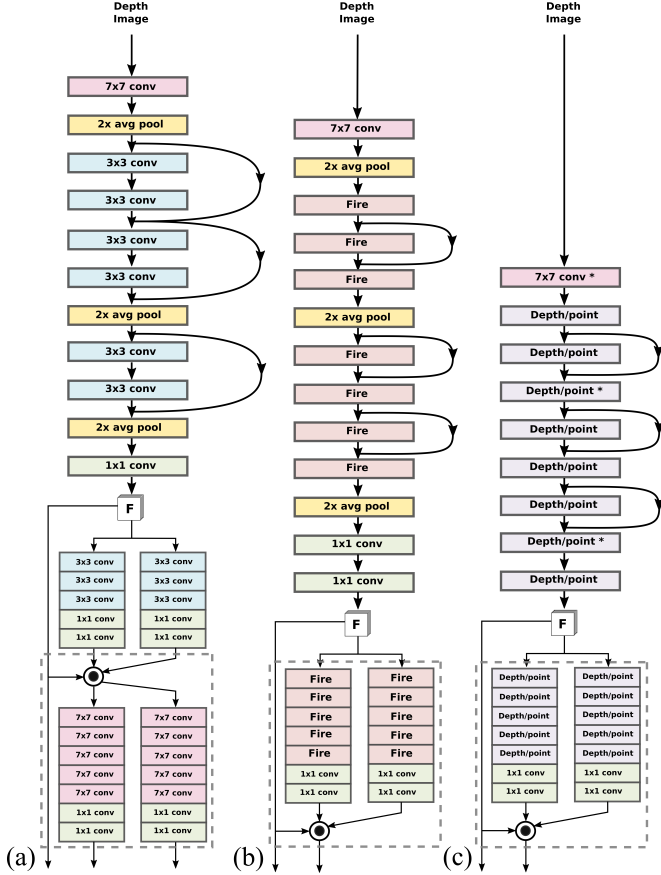 Depth
Image
7x7 conv
2x avg pool
3x3 conv
3x3 conv
3x3 conv
3x3 conv
2x avg pool
3x3 conv
3x3 conv
2x avg pool
1x1 conv
F
3x3 conv
3x3 conv
3x3 conv
1x1 conv
1x1 conv
3x3 conv
3x3 conv
3x3 conv
1x1 conv
1x1 conv
7x7 conv
7x7 conv
7x7 conv
7x7 conv
7x7 conv
1x1 conv
1x1 conv
7x7 conv
7x7 conv
7x7 conv
7x7 conv
7x7 conv
1x1 conv
1x1 conv
(a)
Depth
Image
7x7 conv
2x avg pool
Fire
Fire
Fire
2x avg pool
Fire
Fire
Fire
Fire
2x avg pool
1x1 conv
1x1 conv
F
Fire
Fire
Fire
Fire
Fire
1x1 conv
1x1 conv
Fire
Fire
Fire
Fire
Fire
1x1 conv
1x1 conv
(b)
Depth
Image
7x7 conv *
Depth/point
Depth/point
Depth/point *
Depth/point
Depth/point
Depth/point
Depth/point *
Depth/point
F
Depth/point
Depth/point
Depth/point
Depth/point
Depth/point
1x1 conv
1x1 conv
Depth/point
Depth/point
Depth/point
Depth/point
Depth/point
1x1 conv
1x1 conv
(c)